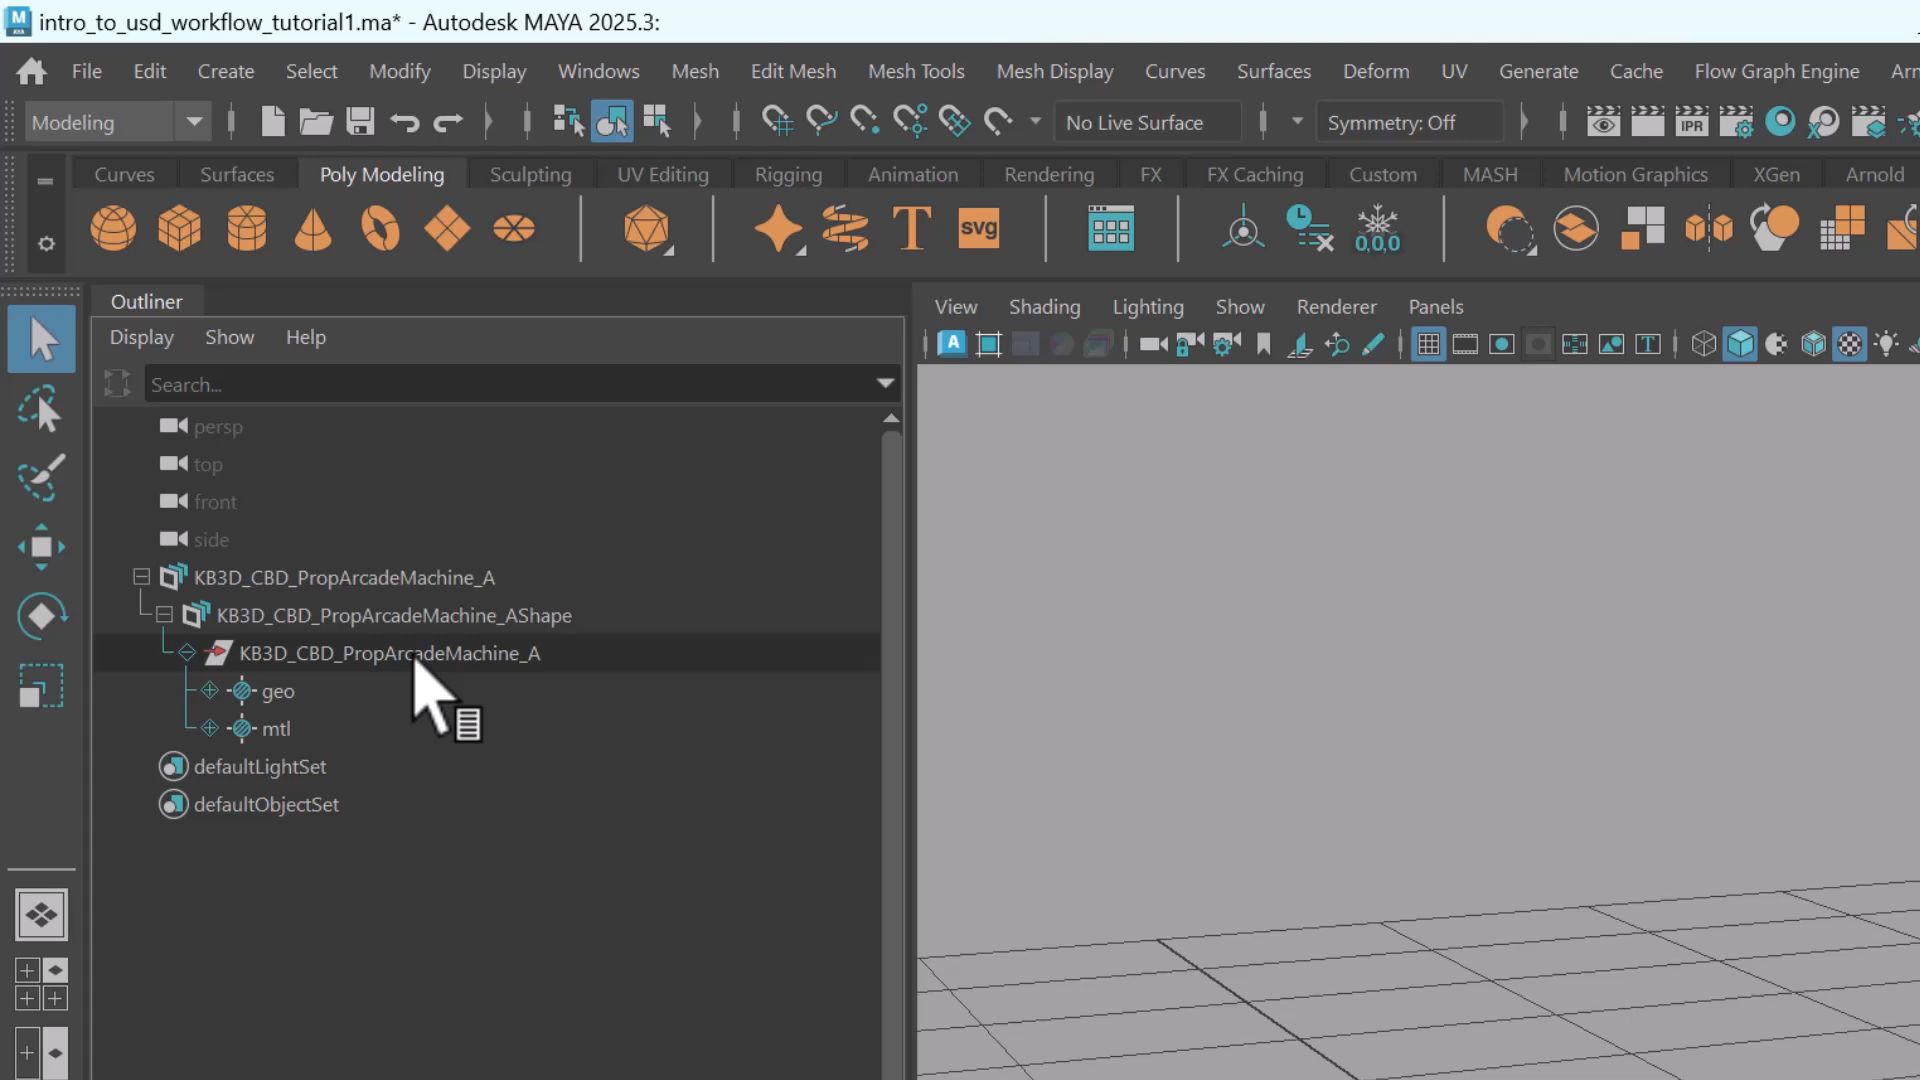 intro_to_usd_workflow_tutorial1.ma* - Autodesk MAYA 2025.3:
File Edit Create Select Modify Display Windows Mesh Edit Mesh Mesh Tools Mesh Display Curves Surfaces Deform UV Generate Cache Flow Graph Engine Arn
Modeling No Live Surface Symmetry: Off IPR
Curves Surfaces Poly Modeling Sculpting UV Editing Rigging Animation Rendering FX FX Caching Custom MASH Motion Graphics XGen Arnold
T svg 0,0,0
Outliner
Display Show Help
Search...
persp
top
front
side
KB3D_CBD_PropArcadeMachine_A
KB3D_CBD_PropArcadeMachine_AShape
KB3D_CBD_PropArcadeMachine_A
geo
mtl
defaultLightSet
defaultObjectSet
View Shading Lighting Show Renderer Panels
A T